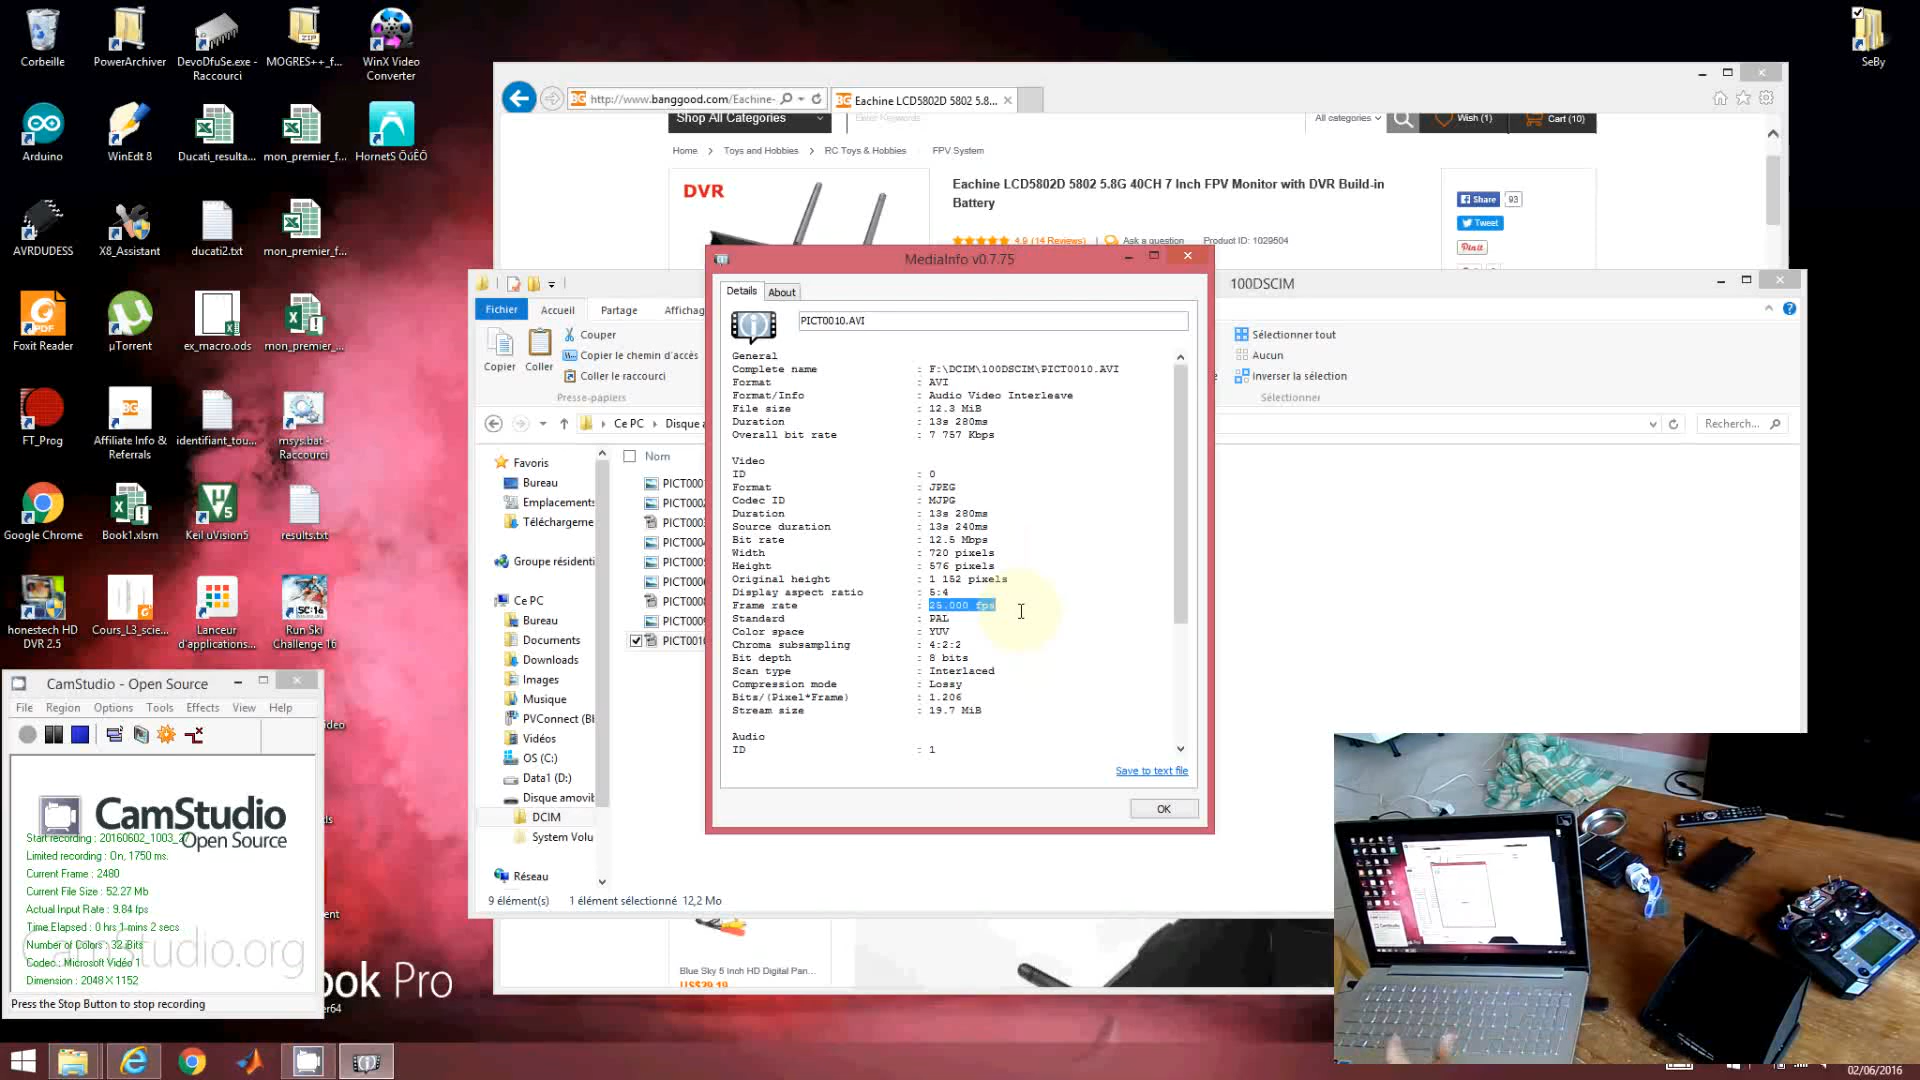 Corbeille
PowerArchiver
DevoDfuSe.exe - Raccourci
MOGRES++_f...
WinX Video Converter
SeBy
Arduino
WinEdt 8
Ducati_resulta...
mon_premier_f...
AVRDUDESS
X8_Assistant
ducati2.txt
mon_premier_f...
Foxit Reader
µTorrent
ex_macro.ods
mon_premier_...
FT_Prog
Affiliate Info & Referrals
identifiant_tou...
msys.bat - Raccourci
Google Chrome
Book1.xlsm
Keil uVision5
results.txt
honestech HD DVR 2.5
Cours_L3_scie...
Lanceur d'applications...
Run Ski Challenge 16
http://www.banggood.com/Eachine-
Eachine LCD5802D 5802 5.8...
Shop All Categories
Enter Keywords
All categories
Wish (1)
Cart (10)
Home
Toys and Hobbies
RC Toys & Hobbies
FPV System
DVR
Eachine LCD5802D 5802 5.8G 40CH 7 Inch FPV Monitor with DVR Build-in
Battery
Share
93
Tweet
Pin it
4.9 (14 Reviews)
Ask a question
Product ID: 1029504
100DSCIM
Fichier
Accueil
Partage
Affichag
Copier
Coller
Couper
Copier le chemin d'accès
Coller le raccourci
Presse-papiers
Sélectionner tout
Aucun
Inverser la sélection
Sélectionner
Ce PC
Disque a
Recherch...
Favoris
Bureau
Emplacements
Téléchargeme
Groupe résidenti
Ce PC
Bureau
Documents
Downloads
Images
Musique
Vidéos
OS (C:)
Data1 (D:)
Disque amovib
DCIM
System Volu
Réseau
Nom
PICT000
PICT0002
PICT0003
PICT0004
PICT0005
PICT0006
PICT0008
PICT0009
PICT0010
9 élément(s)
1 élément sélectionné 12,2 Mo
MediaInfo v0.7.75
Details
About
PICT0010.AVI
General
Complete name : F:\DCIM\100DSCIM\PICT0010.AVI
Format : AVI
Format/Info : Audio Video Interleave
File size : 12.3 MiB
Duration : 13s 280ms
Overall bit rate : 7 757 Kbps
Video
ID : 0
Format : JPEG
Codec ID : MJPG
Duration : 13s 280ms
Source duration : 13s 240ms
Bit rate : 12.5 Mbps
Width : 720 pixels
Height : 576 pixels
Original height : 1 152 pixels
Display aspect ratio : 5:4
Frame rate : 25.000 fps
Standard : PAL
Color space : YUV
Chroma subsampling : 4:2:2
Bit depth : 8 bits
Scan type : Interlaced
Compression mode : Lossy
Bits/(Pixel*Frame) : 1.206
Stream size : 19.7 MiB
Audio
ID : 1
Save to text file
OK
Blue Sky 5 Inch HD Digital Pan...
US$29.19
CamStudio - Open Source
File
Region
Options
Tools
Effects
View
Help
CamStudio
Open Source
Start recording : 20160602_1003_27
Limited recording : On, 1750 ms.
Current Frame : 2480
Current File Size : 52.27 Mb
Actual Input Rate : 9.84 fps
Time Elapsed : 0 hrs 1 mins 2 secs
Number of Colors : 32 Bits
Codec : Microsoft Vidéo 1
Dimension : 2048 X 1152
CamStudio.org
Press the Stop Button to stop recording
ook Pro
02/06/2016